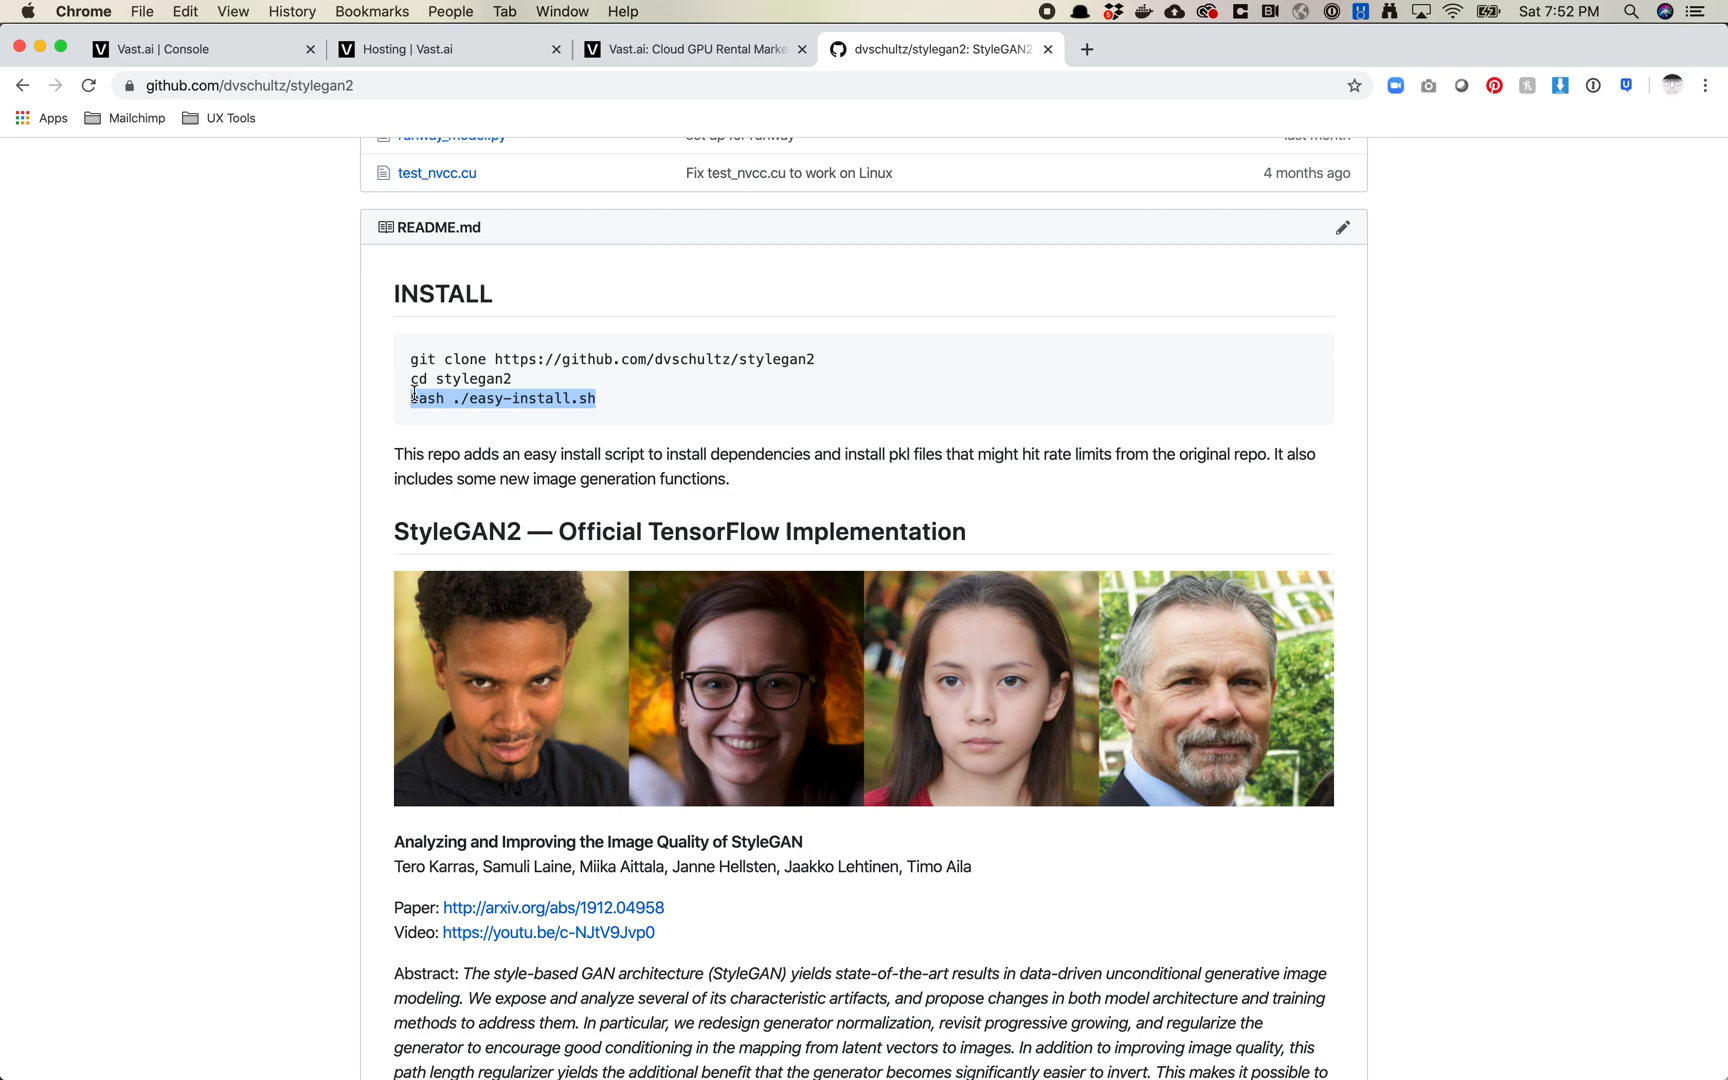 Chrome File Edit View History Bookmarks People Tab Window Help Sat 7:52 PM
Vast.ai | Console Hosting | Vast.ai Vast.ai: Cloud GPU Rental Marke dvschultz/stylegan2: StyleGAN2
github.com/dvschultz/stylegan2
Apps Mailchimp UX Tools
runway_model.py set up for runway last month
test_nvcc.cu Fix test_nvcc.cu to work on Linux 4 months ago
README.md
INSTALL
git clone https://github.com/dvschultz/stylegan2
cd stylegan2
bash ./easy-install.sh
This repo adds an easy install script to install dependencies and install pkl files that might hit rate limits from the original repo. It also
includes some new image generation functions.
StyleGAN2 — Official TensorFlow Implementation
Analyzing and Improving the Image Quality of StyleGAN
Tero Karras, Samuli Laine, Miika Aittala, Janne Hellsten, Jaakko Lehtinen, Timo Aila
Paper: http://arxiv.org/abs/1912.04958
Video: https://youtu.be/c-NJtV9Jvp0
Abstract: The style-based GAN architecture (StyleGAN) yields state-of-the-art results in data-driven unconditional generative image
modeling. We expose and analyze several of its characteristic artifacts, and propose changes in both model architecture and training
methods to address them. In particular, we redesign generator normalization, revisit progressive growing, and regularize the
generator to encourage good conditioning in the mapping from latent vectors to images. In addition to improving image quality, this
path length regularizer yields the additional benefit that the generator becomes significantly easier to invert. This makes it possible to